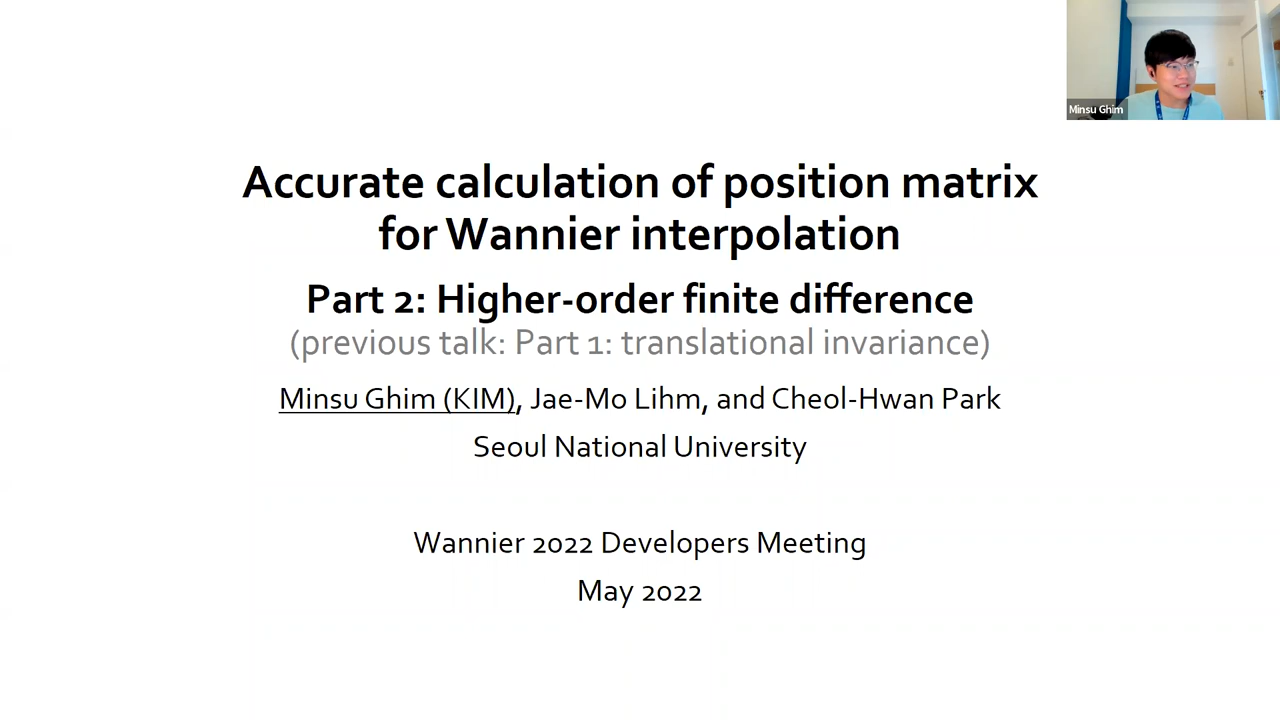 Minsu Ghim
Accurate calculation of position matrix
for Wannier interpolation
Part 2: Higher-order finite difference
(previous talk: Part 1: translational invariance)
Minsu Ghim (KIM), Jae-Mo Lihm, and Cheol-Hwan Park
Seoul National University
Wannier 2022 Developers Meeting
May 2022